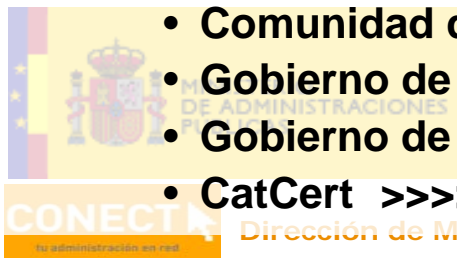 • Comunidad
• Gobierno de
• Gobierno de
• CatCert >>>
MINISTERIO
DE ADMINISTRACIONES
PÚBLICAS
CONECT
tu administración en red
Dirección de M